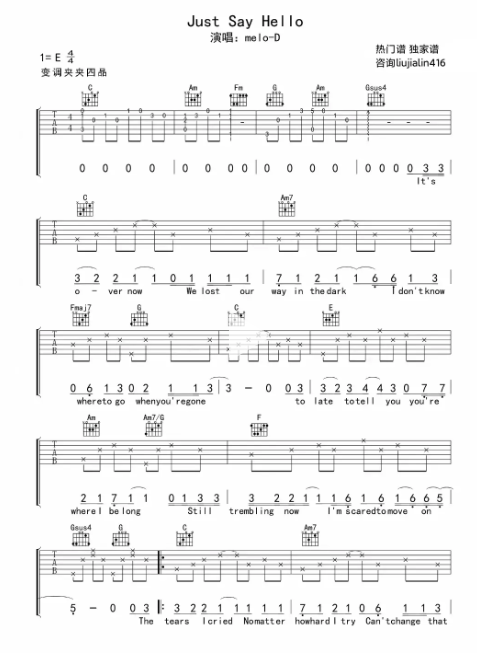 Just Say Hello
演唱：melo-D
1= E 4/4
热门谱 独家谱
变调夹夹四品
咨询liujialin416
C Am Fm G Am Gsus4
T A B 4 4
0 0 0 0 0 0 0 0 0 0 0 0 0 0 0 0 3 3
It's
C Am7
T A B
3 2 2 1 1 0 1 1 1 1 7 1 2 1 1 6 6 1 3
o - ver now We lost our way in the dark I don't know
Fmaj7 G C E
T A B
0 6 1 3 0 2 1 1 3 3 - 0 0 3 3 2 3 4 4 3 0 7 7
where to go when you're gone to late to tell you you're
Am Am7/G F
T A B
2 1 7 1 1 0 1 3 3 3 2 2 1 1 1 6 1 6 1 6 6 5
where I belong Still trembling now I'm scared to move on
Gsus4 G C Am7
T A B
5 - 0 0 3 3 2 2 1 1 1 1 1 7 1 2 1 1 6 6 1 3
The tears I cried No matter how hard I try Can't change that